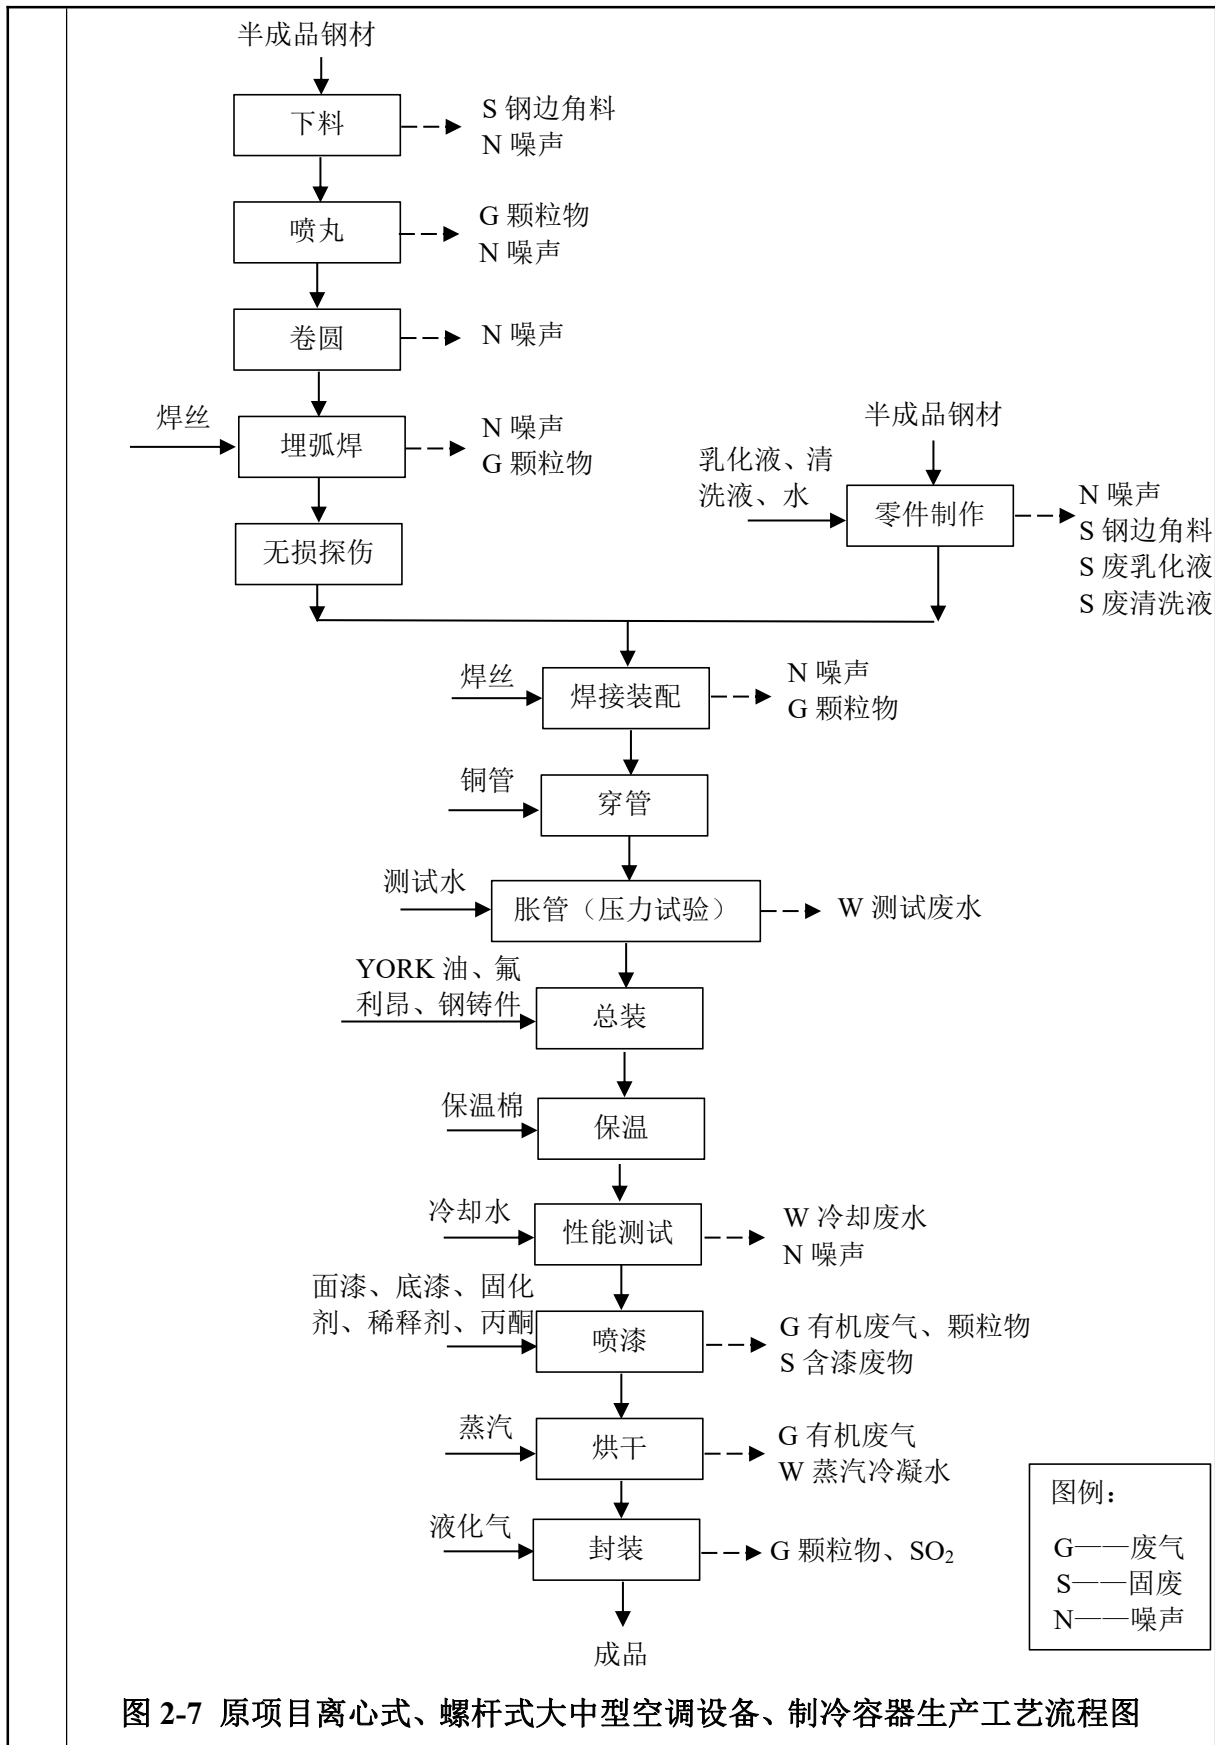 半成品钢材
下料
S 钢边角料
N 噪声
喷丸
G 颗粒物
N 噪声
卷圆
N 噪声
焊丝
埋弧焊
N 噪声
G 颗粒物
无损探伤
半成品钢材
乳化液、清
洗液、水
零件制作
N 噪声
S 钢边角料
S 废乳化液
S 废清洗液
焊丝
焊接装配
N 噪声
G 颗粒物
铜管
穿管
测试水
胀管（压力试验）
W 测试废水
YORK 油、氟
利昂、钢铸件
总装
保温棉
保温
冷却水
性能测试
W 冷却废水
N 噪声
面漆、底漆、固化
剂、稀释剂、丙酮
喷漆
G 有机废气、颗粒物
S 含漆废物
蒸汽
烘干
G 有机废气
W 蒸汽冷凝水
液化气
封装
G 颗粒物、SO₂
成品
图例：
G——废气
S——固废
N——噪声
图 2-7 原项目离心式、螺杆式大中型空调设备、制冷容器生产工艺流程图